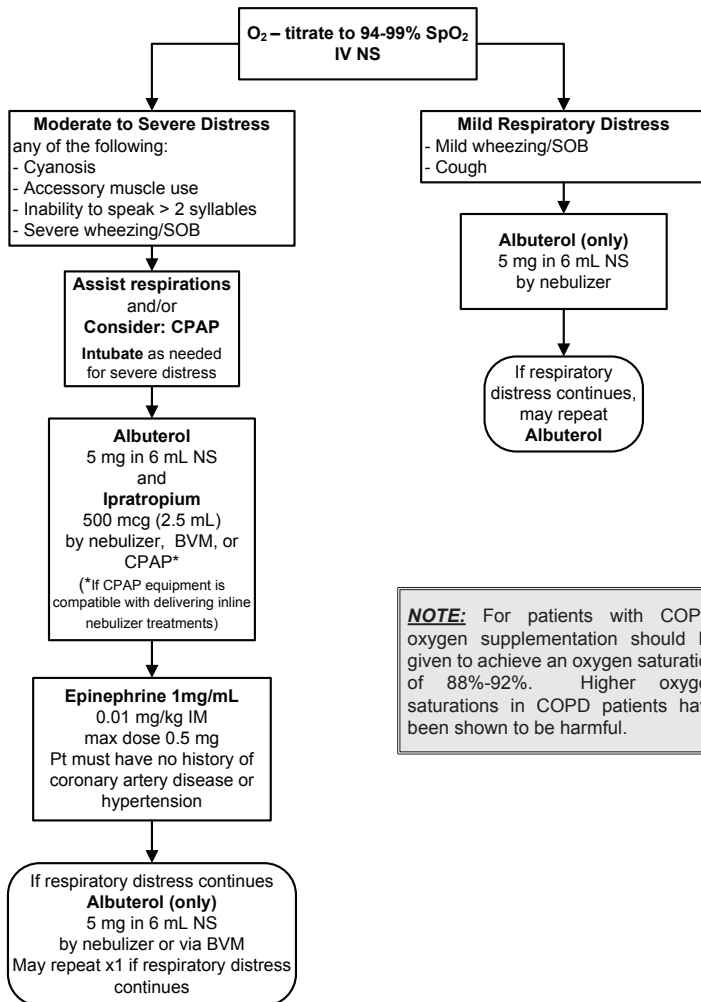 O2 – titrate to 94-99% SpO2
IV NS
Moderate to Severe Distress
any of the following:
- Cyanosis
- Accessory muscle use
- Inability to speak > 2 syllables
- Severe wheezing/SOB
Assist respirations
and/or
Consider: CPAP
Intubate as needed
for severe distress
Albuterol
5 mg in 6 mL NS
and
Ipratropium
500 mcg (2.5 mL)
by nebulizer, BVM, or
CPAP*
(*If CPAP equipment is
compatible with delivering inline
nebulizer treatments)
Epinephrine 1mg/mL
0.01 mg/kg IM
max dose 0.5 mg
Pt must have no history of
coronary artery disease or
hypertension
If respiratory distress continues
Albuterol (only)
5 mg in 6 mL NS
by nebulizer or via BVM
May repeat x1 if respiratory distress
continues
Mild Respiratory Distress
- Mild wheezing/SOB
- Cough
Albuterol (only)
5 mg in 6 mL NS
by nebulizer
If respiratory
distress continues,
may repeat
Albuterol
NOTE: For patients with COP
oxygen supplementation should
given to achieve an oxygen saturatio
of 88%-92%. Higher oxyge
saturations in COPD patients hav
been shown to be harmful.